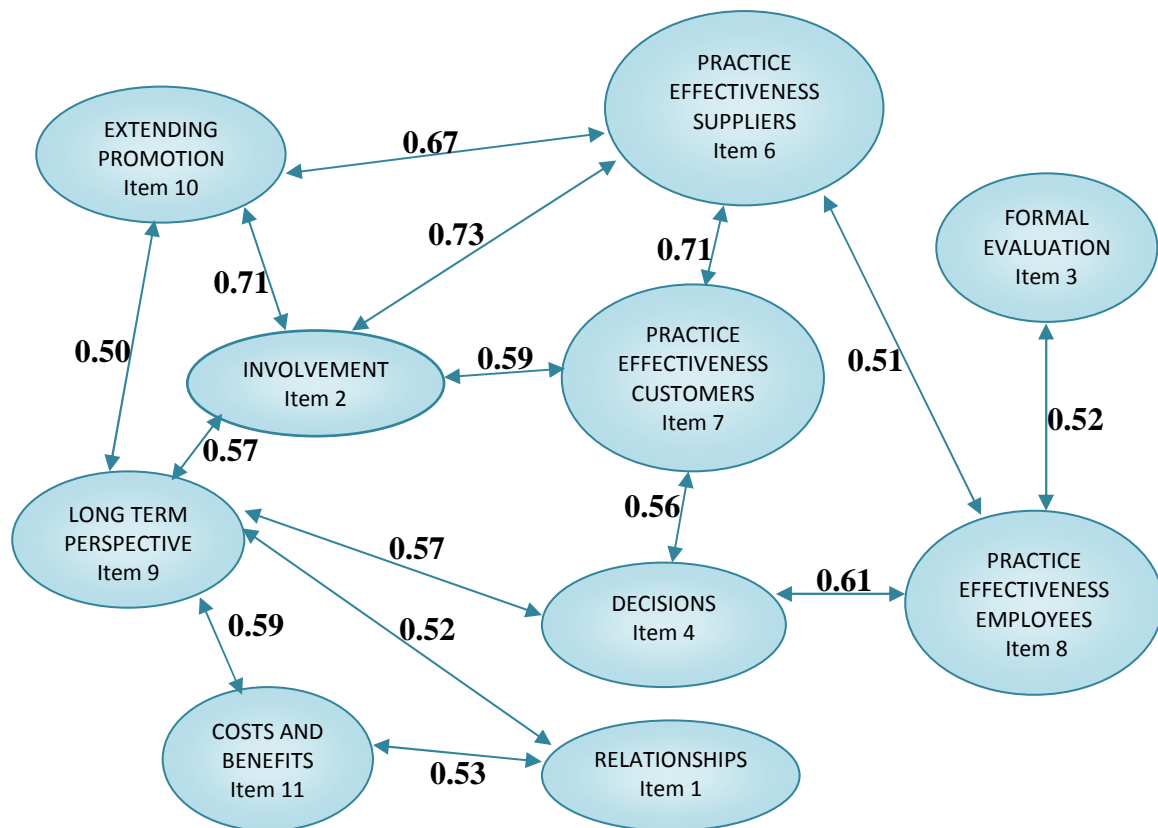 PRACTICE
EFFECTIVENESS
SUPPLIERS
Item 6
EXTENDING
PROMOTION
Item 10
0.67
FORMAL
EVALUATION
Item 3
0.73
0.71
0.71
0.50
INVOLVEMENT
Item 2
0.59
PRACTICE
EFFECTIVENESS
CUSTOMERS
Item 7
0.51
0.52
0.57
LONG TERM
PERSPECTIVE
Item 9
0.56
0.57
PRACTICE
EFFECTIVENESS
EMPLOYEES
Item 8
0.61
DECISIONS
Item 4
0.59
0.52
COSTS AND
BENEFITS
Item 11
0.53
RELATIONSHIPS
Item 1